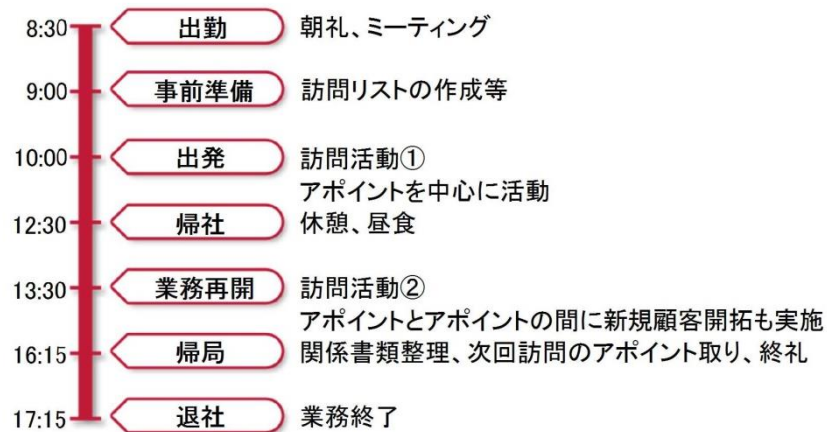 8:30 出勤 朝礼、ミーティング
9:00 事前準備 訪問リストの作成等
10:00 出発 訪問活動①
アポイントを中心に活動
12:30 帰社 休憩、昼食
13:30 業務再開 訪問活動②
アポイントとアポイントの間に新規顧客開拓も実施
16:15 帰局 関係書類整理、次回訪問のアポイント取り、終礼
17:15 退社 業務終了